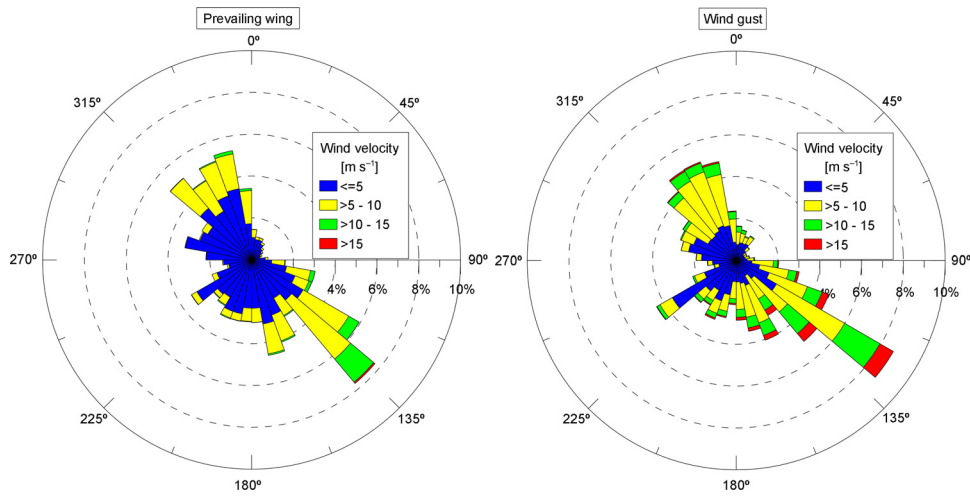 Prevailing wing
0º
45º
90º
135º
180º
225º
270º
315º
Wind velocity
[m s⁻¹]
<=5
>5 - 10
>10 - 15
>15
4% 6% 8% 10%
Wind gust
0º
45º
90º
135º
180º
225º
270º
315º
Wind velocity
[m s⁻¹]
<=5
>5 - 10
>10 - 15
>15
4% 6% 8% 10%